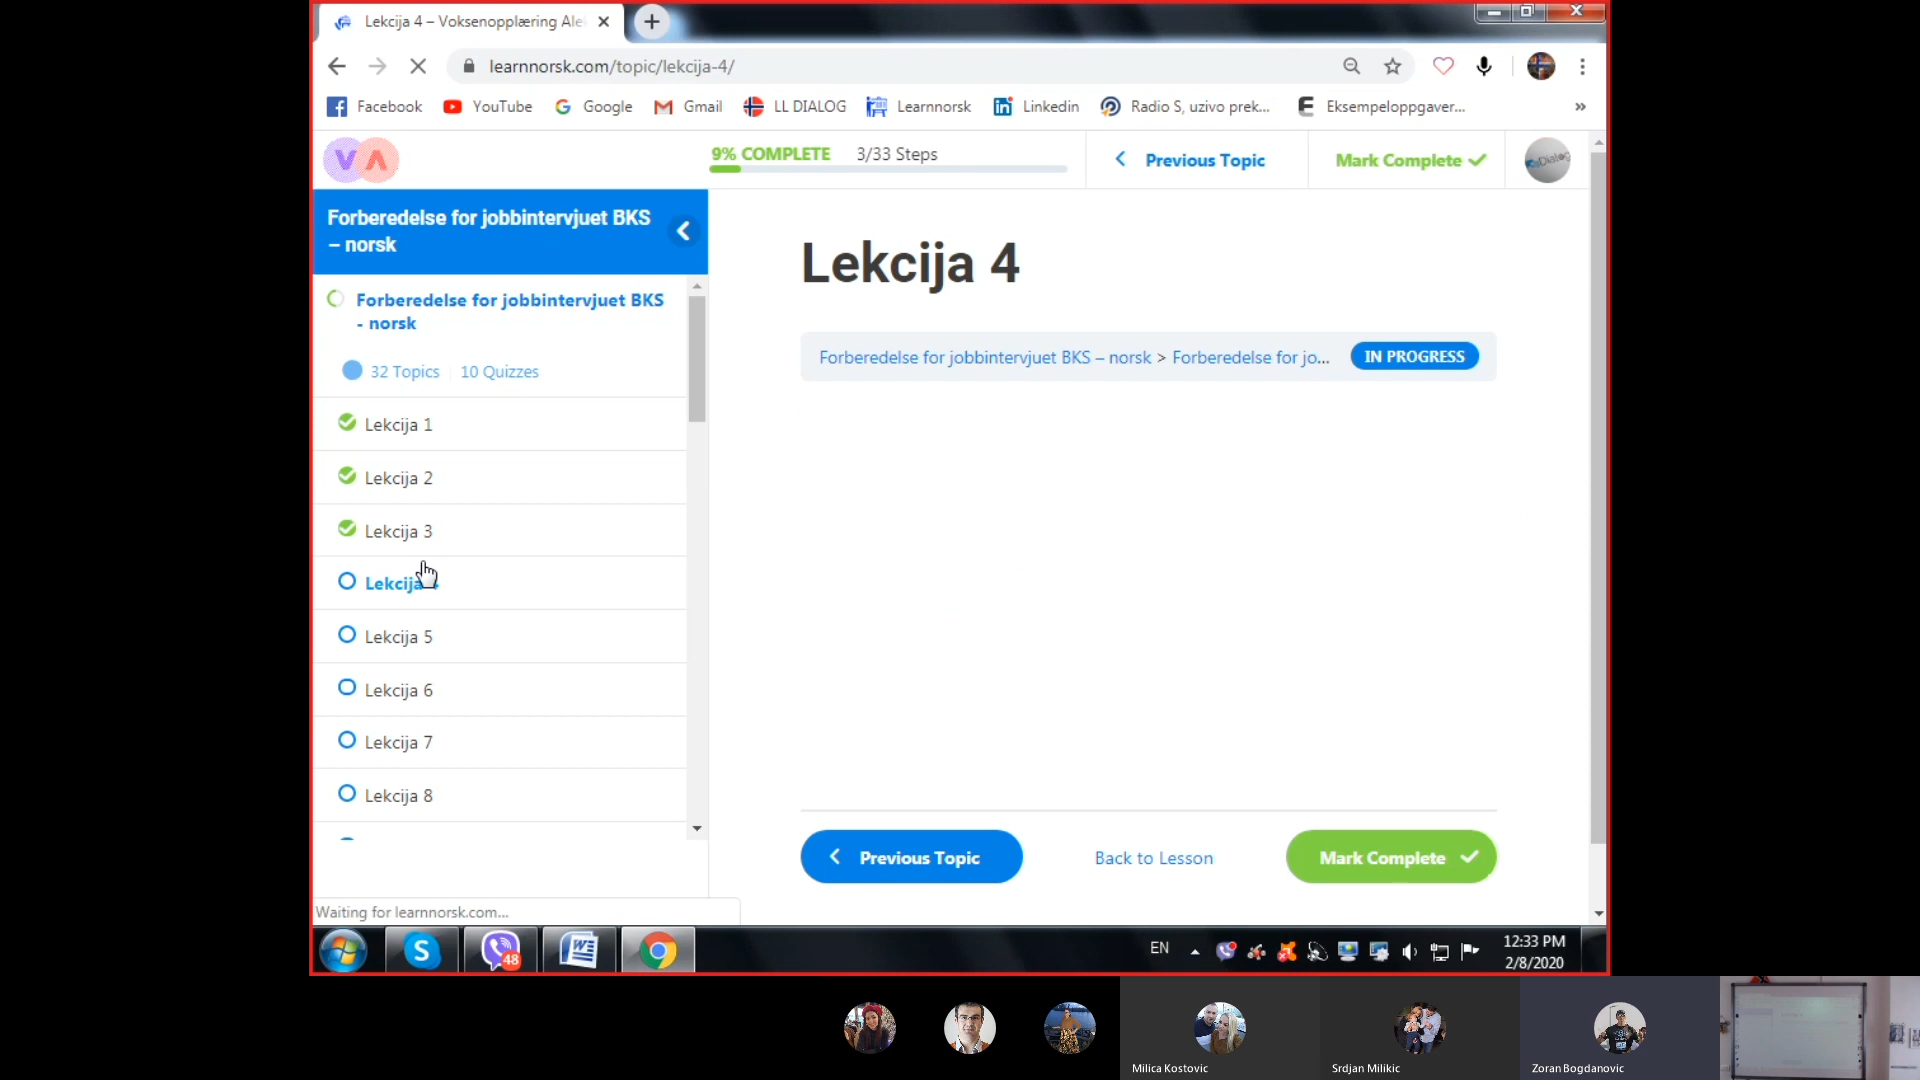 Lekcija 4 – Voksenopplæring Ale
learnnorsk.com/topic/lekcija-4/
Facebook
YouTube
Google
Gmail
LL DIALOG
Learnnorsk
Linkedin
Radio S, uzivo prek...
Eksempeloppgaver...
VA
9% COMPLETE
3/33 Steps
Previous Topic
Mark Complete
Forberedelse for jobbintervjuet BKS
– norsk
Forberedelse for jobbintervjuet BKS
- norsk
32 Topics
10 Quizzes
Lekcija 1
Lekcija 2
Lekcija 3
Lekcija
Lekcija 5
Lekcija 6
Lekcija 7
Lekcija 8
Lekcija 4
Forberedelse for jobbintervjuet BKS – norsk > Forberedelse for jo...
IN PROGRESS
Previous Topic
Back to Lesson
Mark Complete
Waiting for learnnorsk.com...
48
EN
12:33 PM
2/8/2020
Milica Kostovic
Srdjan Milikic
Zoran Bogdanovic